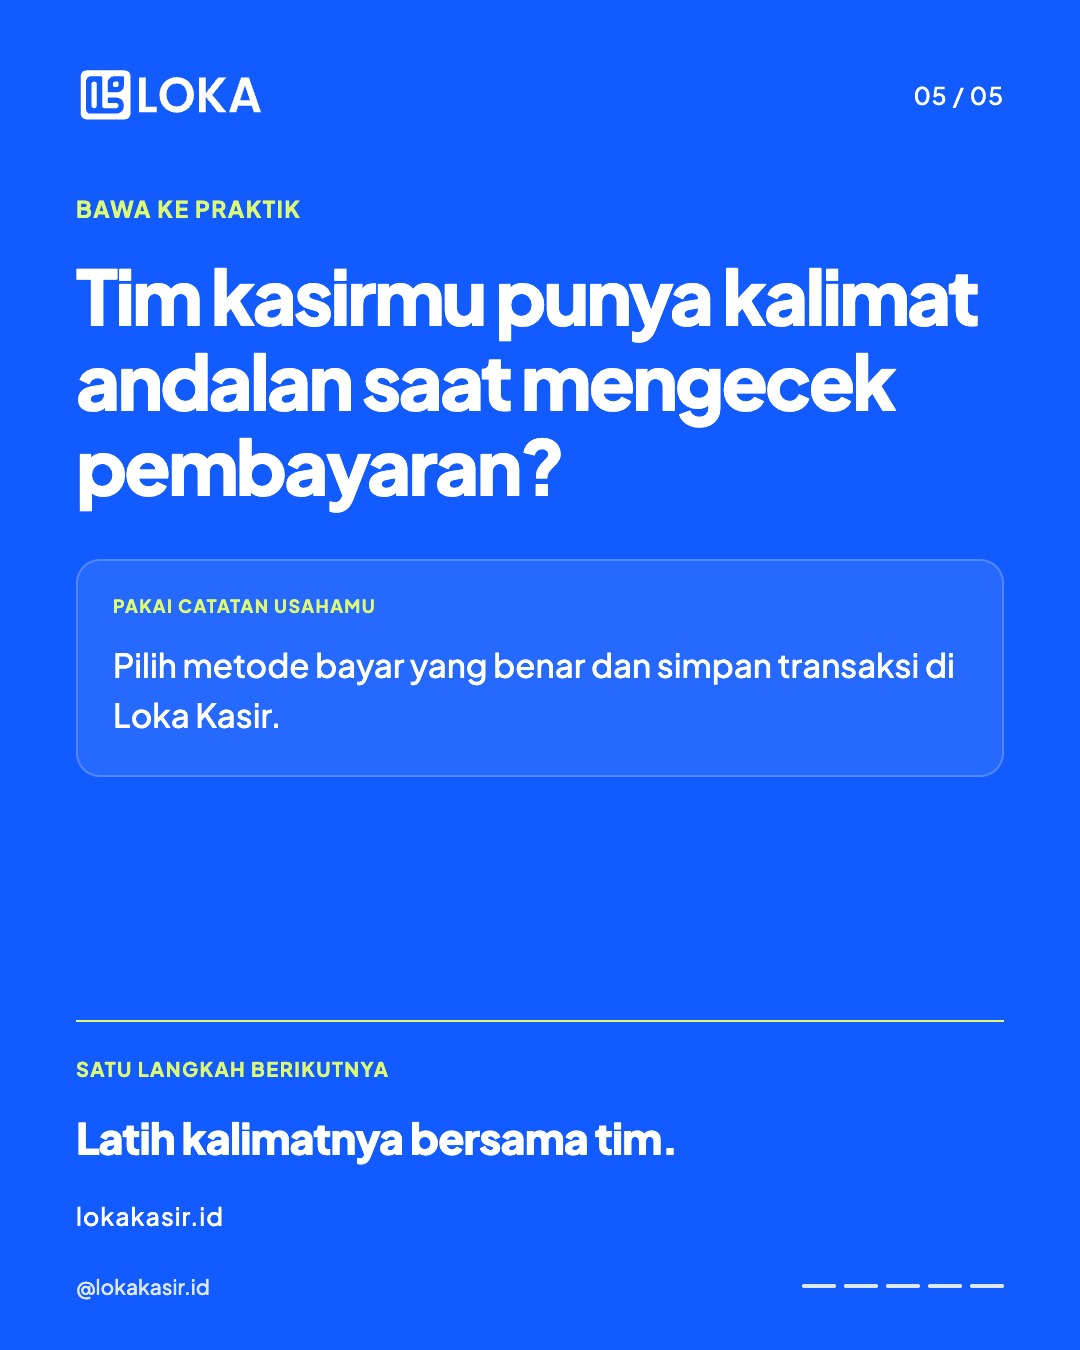 LOKA
05 / 05
BAWA KE PRAKTIK
Tim kasirmu punya kalimat
andalan saat mengecek
pembayaran?
PAKAI CATATAN USAHAMU
Pilih metode bayar yang benar dan simpan transaksi di
Loka Kasir.
SATU LANGKAH BERIKUTNYA
Latih kalimatnya bersama tim.
lokakasir.id
@lokakasir.id